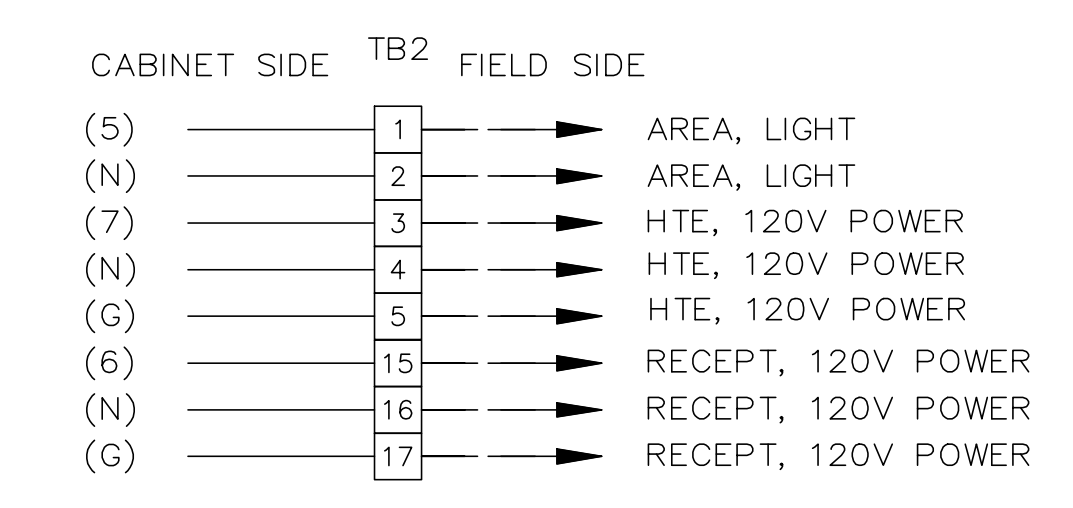 CABINET SIDE TB2 FIELD SIDE
(5) 1 AREA, LIGHT
(N) 2 AREA, LIGHT
(7) 3 HTE, 120V POWER
(N) 4 HTE, 120V POWER
(G) 5 HTE, 120V POWER
(6) 15 RECEPT, 120V POWER
(N) 16 RECEPT, 120V POWER
(G) 17 RECEPT, 120V POWER